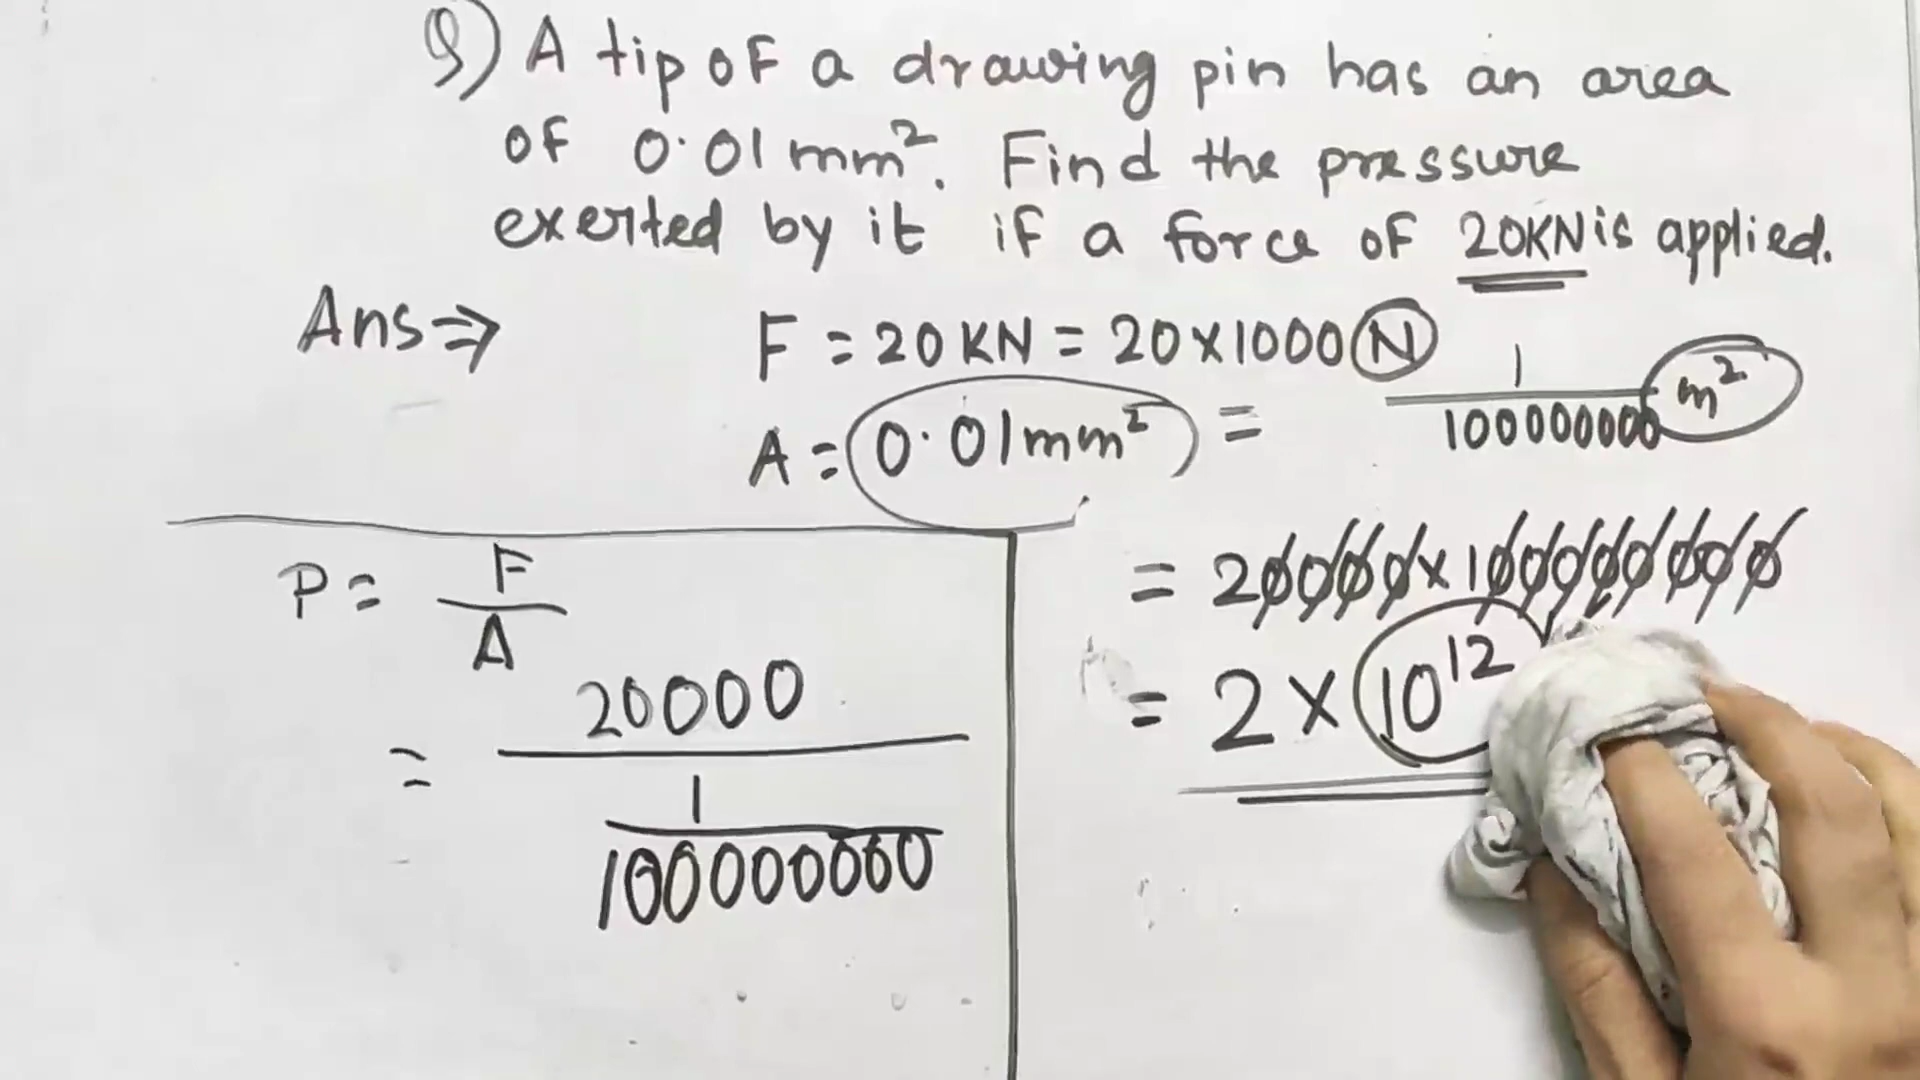 Q) A tip of a drawing pin has an area
of 0.01 mm². Find the pressure
exerted by it if a force of 20KN is applied.
Ans ⇒ F = 20 KN = 20×1000 N
A = 0.01 mm² = 1/100000000 m²
P = F/A
= 20000 / (1/100000000)
= 20000×100000000
= 2 × 10¹²